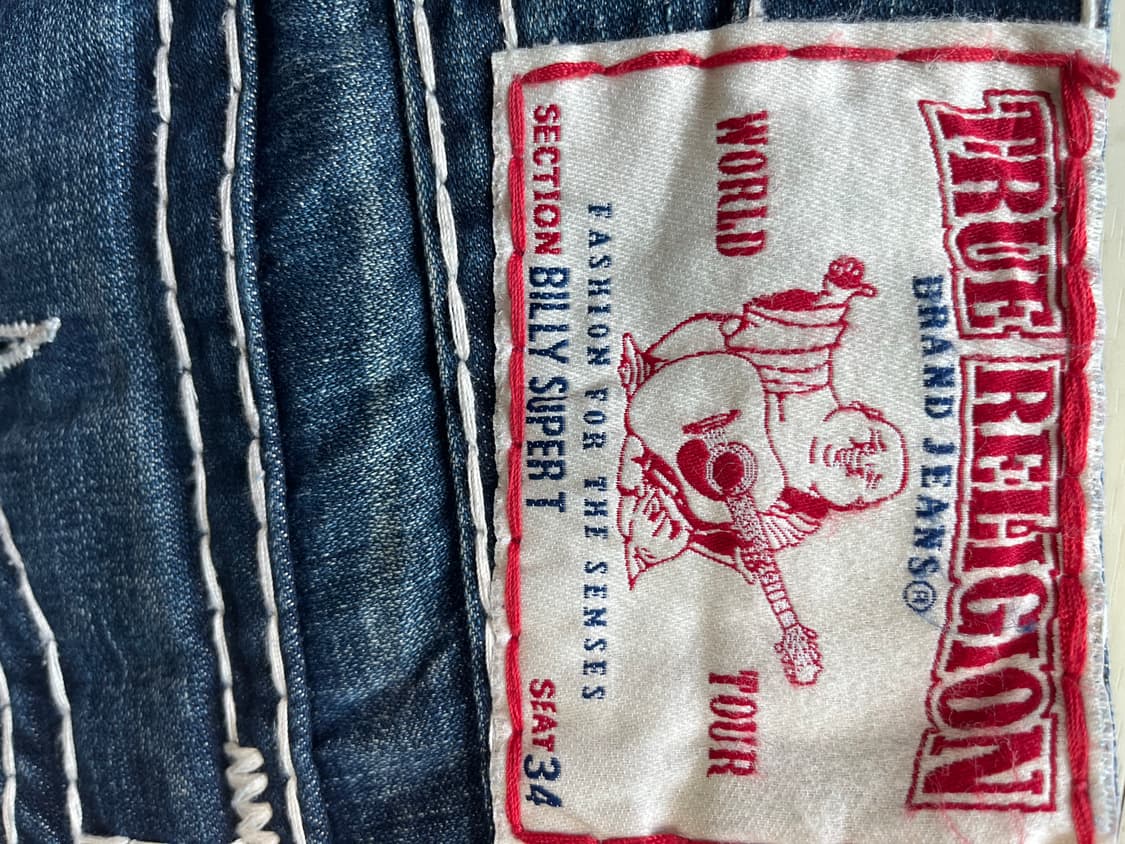 TRUE RELIGION
BRAND JEANS®
WORLD TOUR
FASHION FOR THE SENSES
SECTION BILLY SUPER T SEAT 34